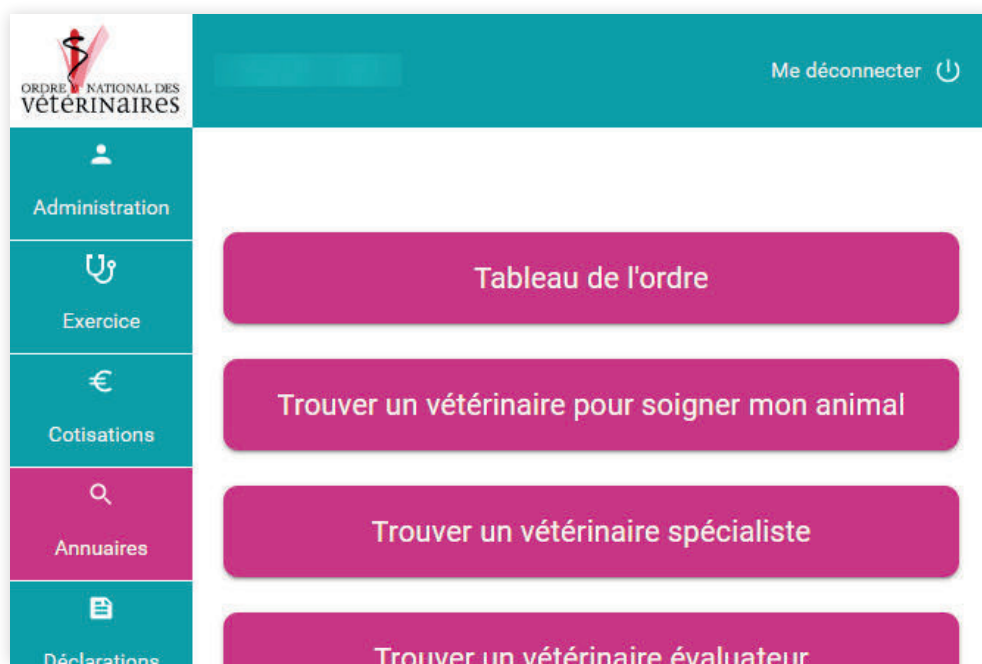 ORDRE NATIONAL DES
VÉTÉRINAIRES
Me déconnecter
Administration
Exercice
Cotisations
Annuaires
Déclarations
Tableau de l'ordre
Trouver un vétérinaire pour soigner mon animal
Trouver un vétérinaire spécialiste
Trouver un vétérinaire évaluateur